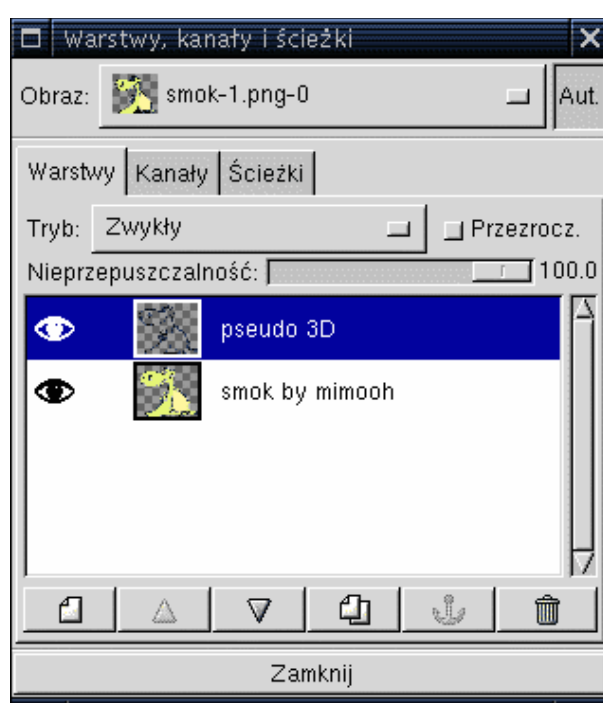 Warstwy, kanały i ścieżki
Obraz: smok-1.png-0 Aut.
Warstwy Kanały Ścieżki
Tryb: Zwykły Przezrocz.
Nieprzepuszczalność: 100.0
pseudo 3D
smok by mimooh
Zamknij